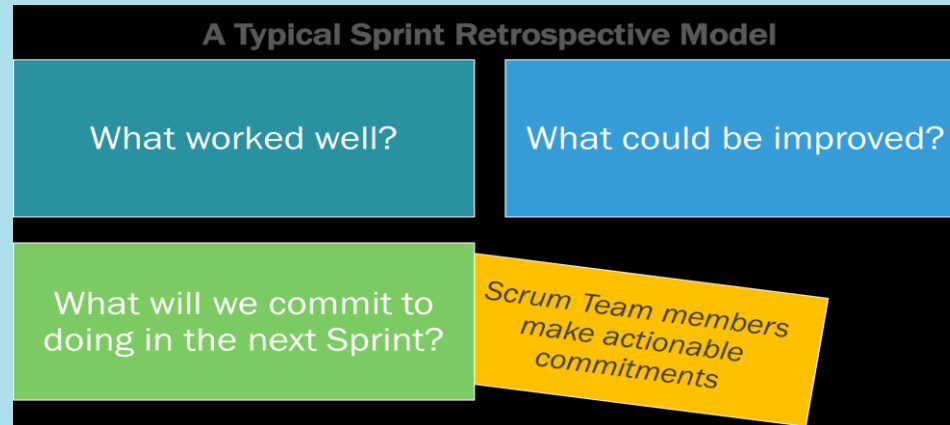 A Typical Sprint Retrospective Model
What worked well?
What could be improved?
What will we commit to
doing in the next Sprint?
Scrum Team members
make actionable
commitments